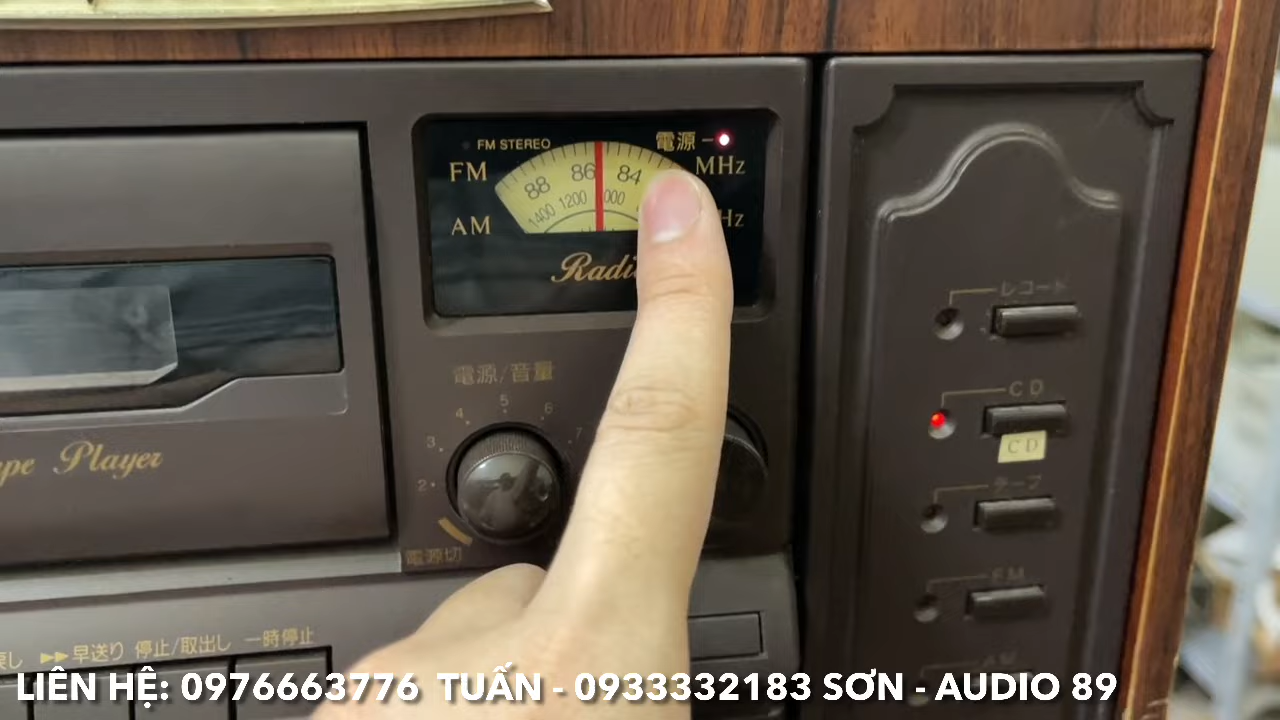 FM STEREO 電源
FM 88 86 84 MHz
1400 1200
AM
レコード
CD
CD
電源/音量
2 3 4 5 6 7
Player
テープ
電源切
FM
早送り 停止/取出し 一時停止
AM
LIÊN HỆ: 0976663776 TUẤN - 0933332183 SƠN - AUDIO 89